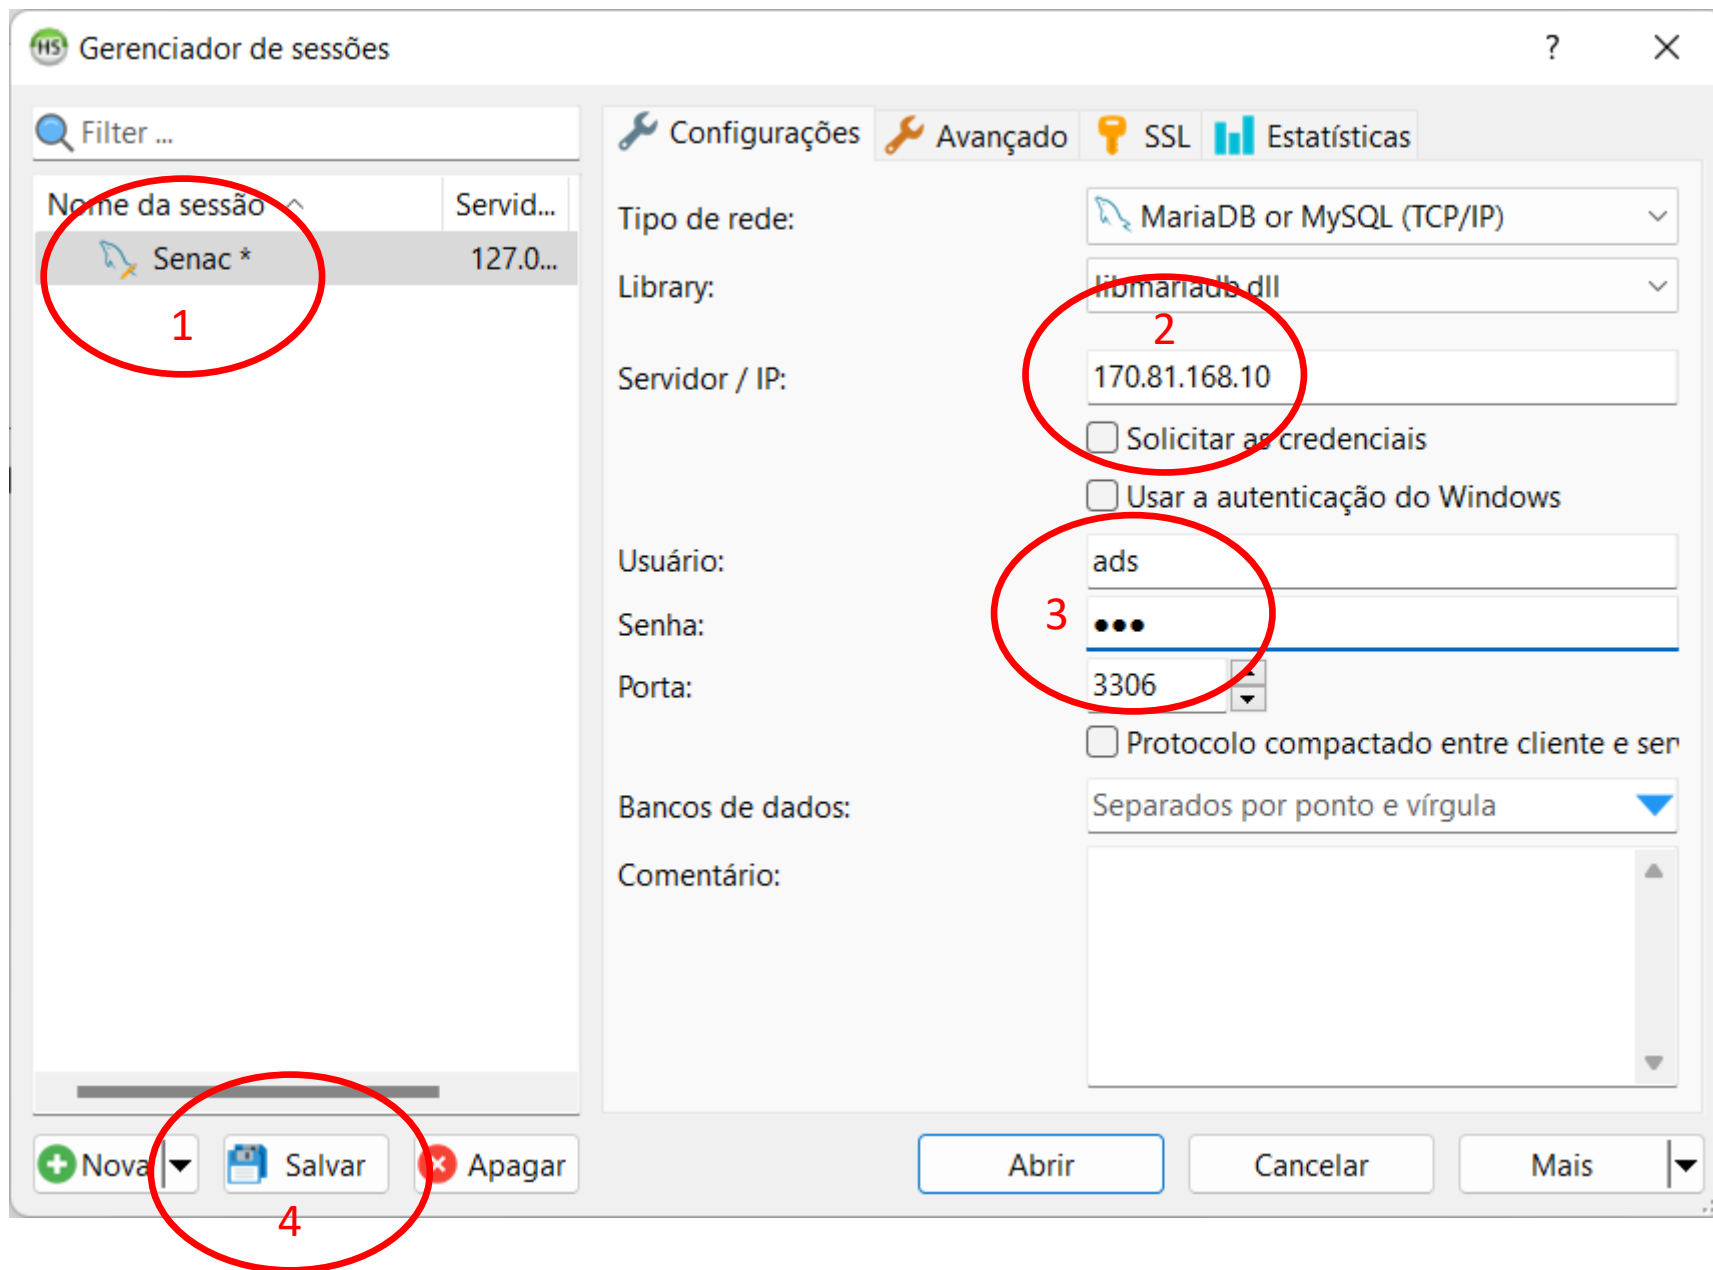 HS Gerenciador de sessões ?
Filter ...
Nome da sessão Servid...
Senac * 127.0...
1
Configurações Avançado SSL Estatísticas
Tipo de rede: MariaDB or MySQL (TCP/IP)
Library: libmariadb.dll
2
Servidor / IP: 170.81.168.10
Solicitar as credenciais
Usar a autenticação do Windows
Usuário: ads
3
Senha: •••
Porta: 3306
Protocolo compactado entre cliente e ser
Bancos de dados: Separados por ponto e vírgula
Comentário:
Nova Salvar Apagar Abrir Cancelar Mais
4